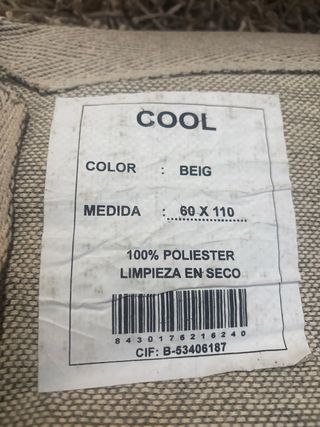 COOL
COLOR : BEIG
MEDIDA : 60 X 110
100% POLIESTER
LIMPIEZA EN SECO
8430176216240
CIF: B-53406187